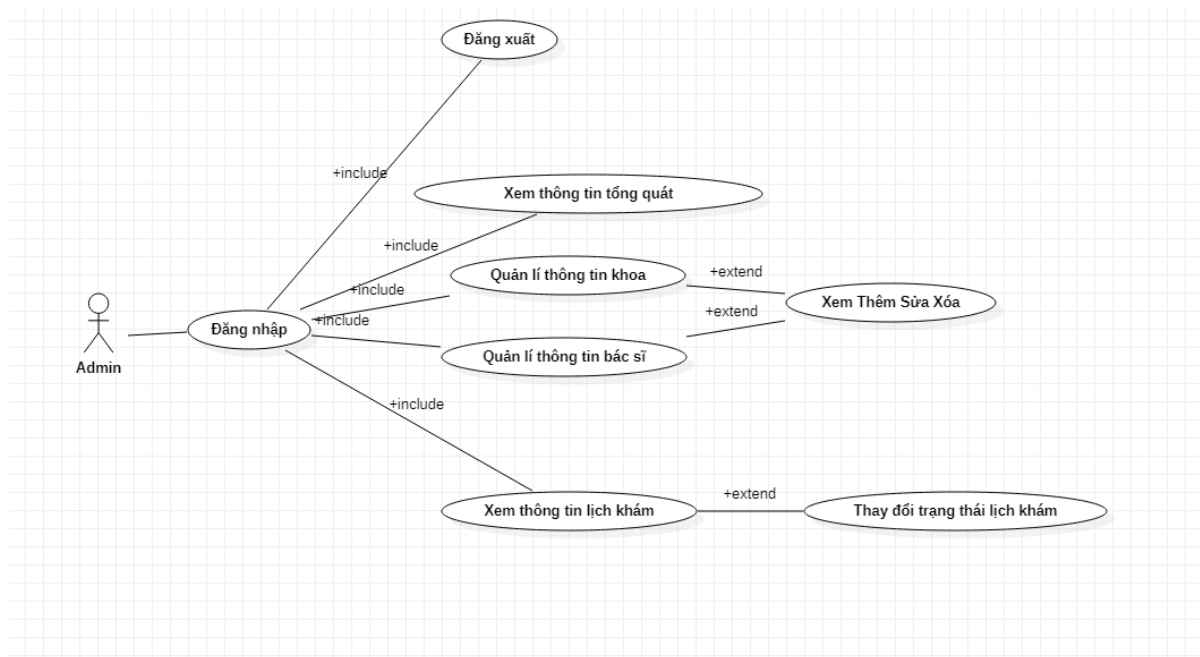 Đăng xuất
+include
Xem thông tin tổng quát
+include
Quản lí thông tin khoa
+extend
+include
Xem Thêm Sửa Xóa
+extend
+include
Đăng nhập
Quản lí thông tin bác sĩ
Admin
+include
+extend
Xem thông tin lịch khám
Thay đổi trạng thái lịch khám